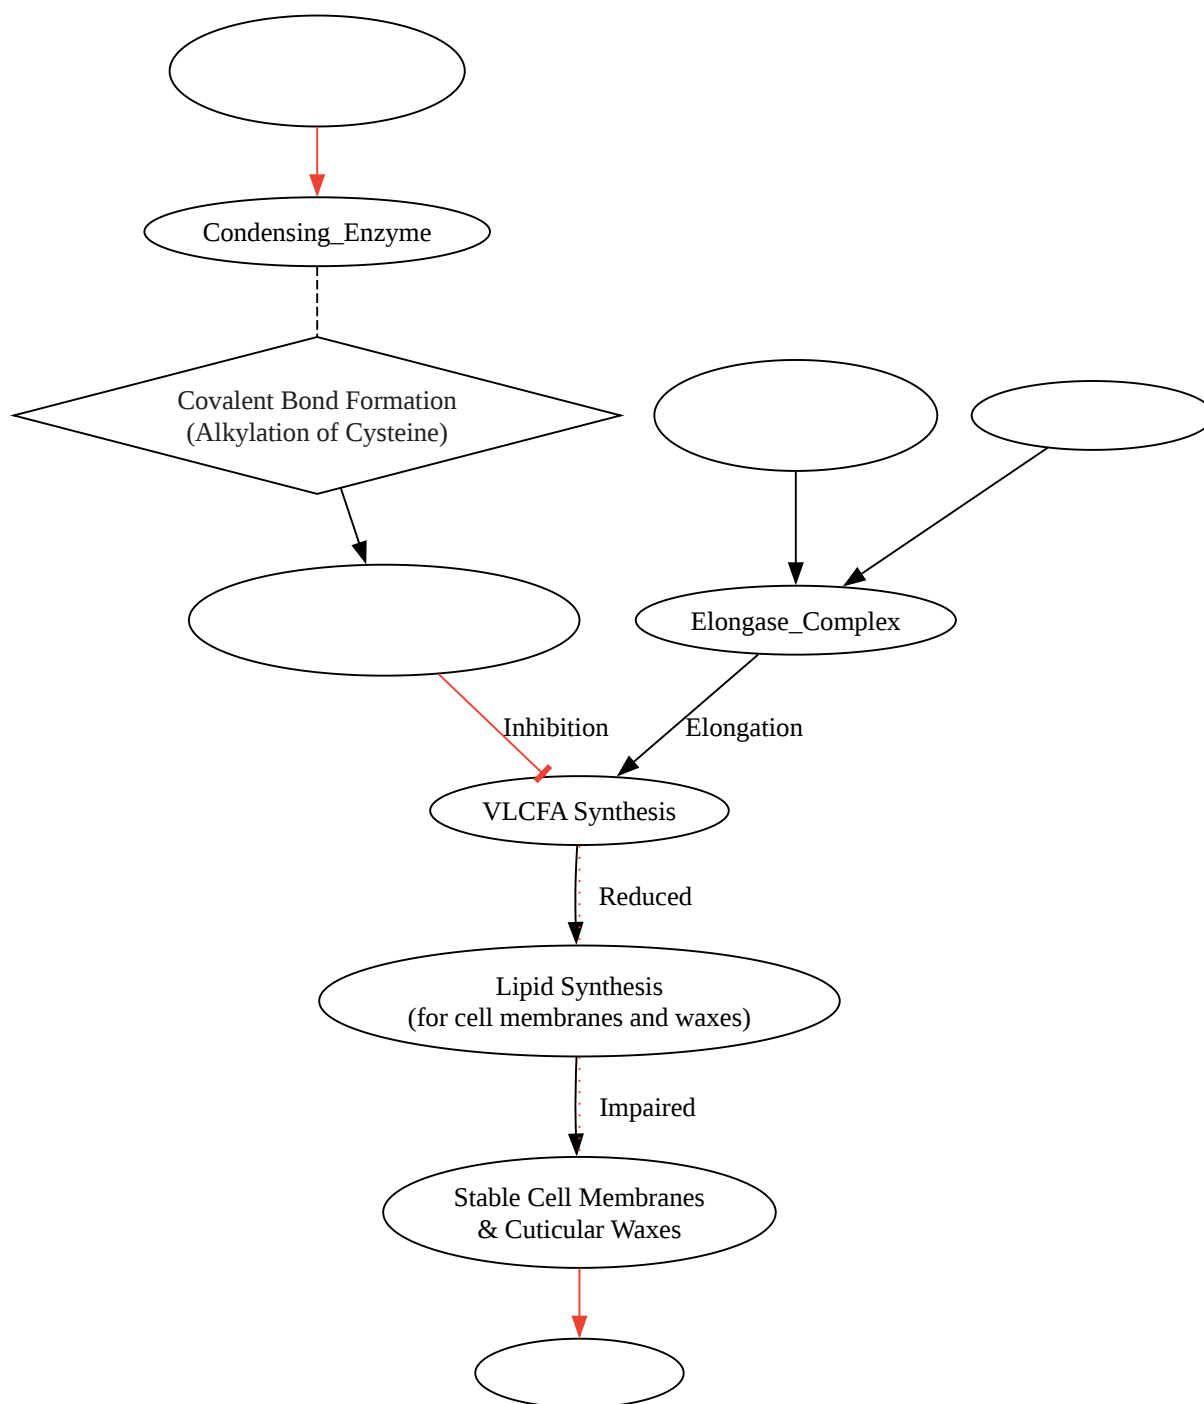 Condensing_Enzyme
Covalent Bond Formation
(Alkylation of Cysteine)
Elongase_Complex
Inhibition
Elongation
VLCFA Synthesis
Reduced
Lipid Synthesis
(for cell membranes and waxes)
Impaired
Stable Cell Membranes
& Cuticular Waxes